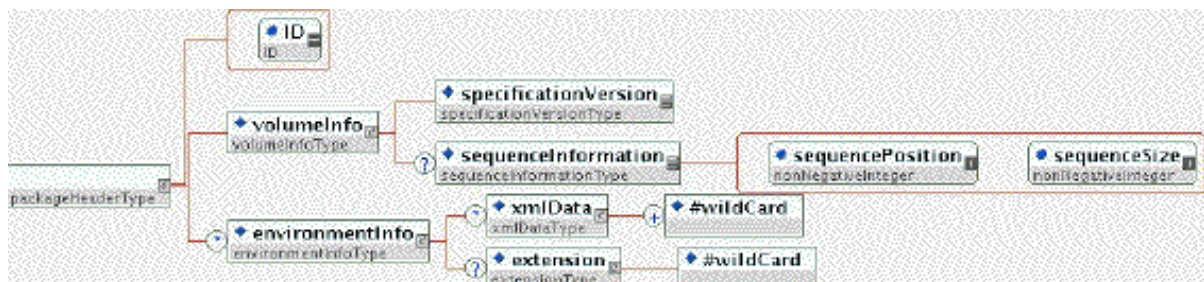 ID
ID
specificationVersion
specificationVersionType
volumeInfo
volumeInfoType
? sequenceInformation
sequenceInformationType
sequencePosition
nonNegativeInteger
sequenceSize
nonNegativeInteger
packageHeaderType
* environmentInfo
environmentInfoType
* xmlData
xmlDataType
+ #wildCard
? extension
extensionType
#wildCard